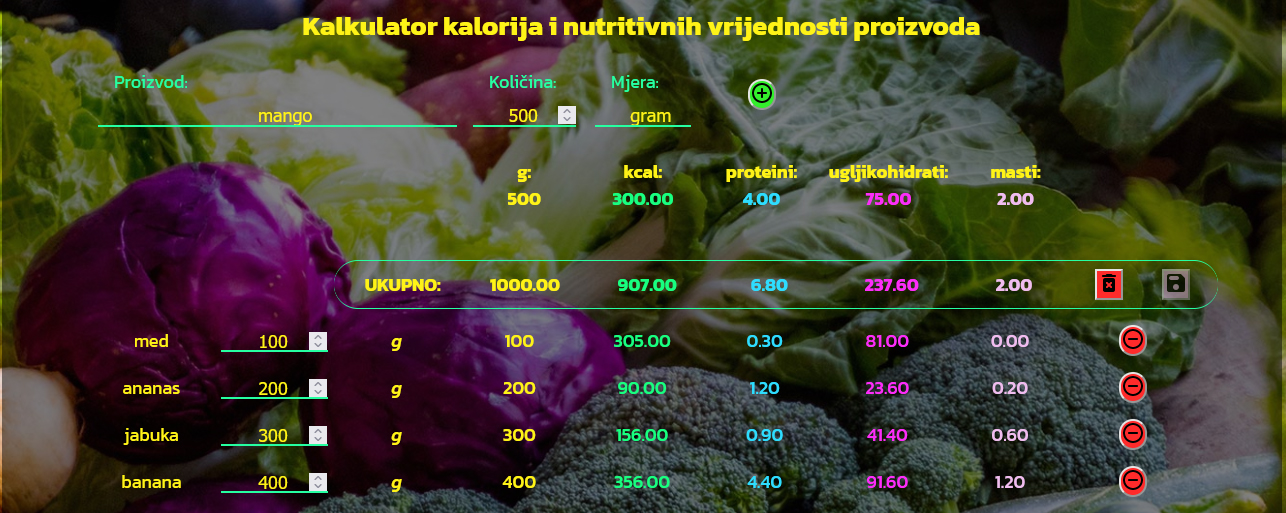 Kalkulator kalorija i nutritivnih vrijednosti proizvoda
Proizvod: Količina: Mjera:
mango 500 gram
g: kcal: proteini: ugljikohidrati: masti:
500 300.00 4.00 75.00 2.00
UKUPNO: 1000.00 907.00 6.80 237.60 2.00
med 100 g 100 305.00 0.30 81.00 0.00
ananas 200 g 200 90.00 1.20 23.60 0.20
jabuka 300 g 300 156.00 0.90 41.40 0.60
banana 400 g 400 356.00 4.40 91.60 1.20